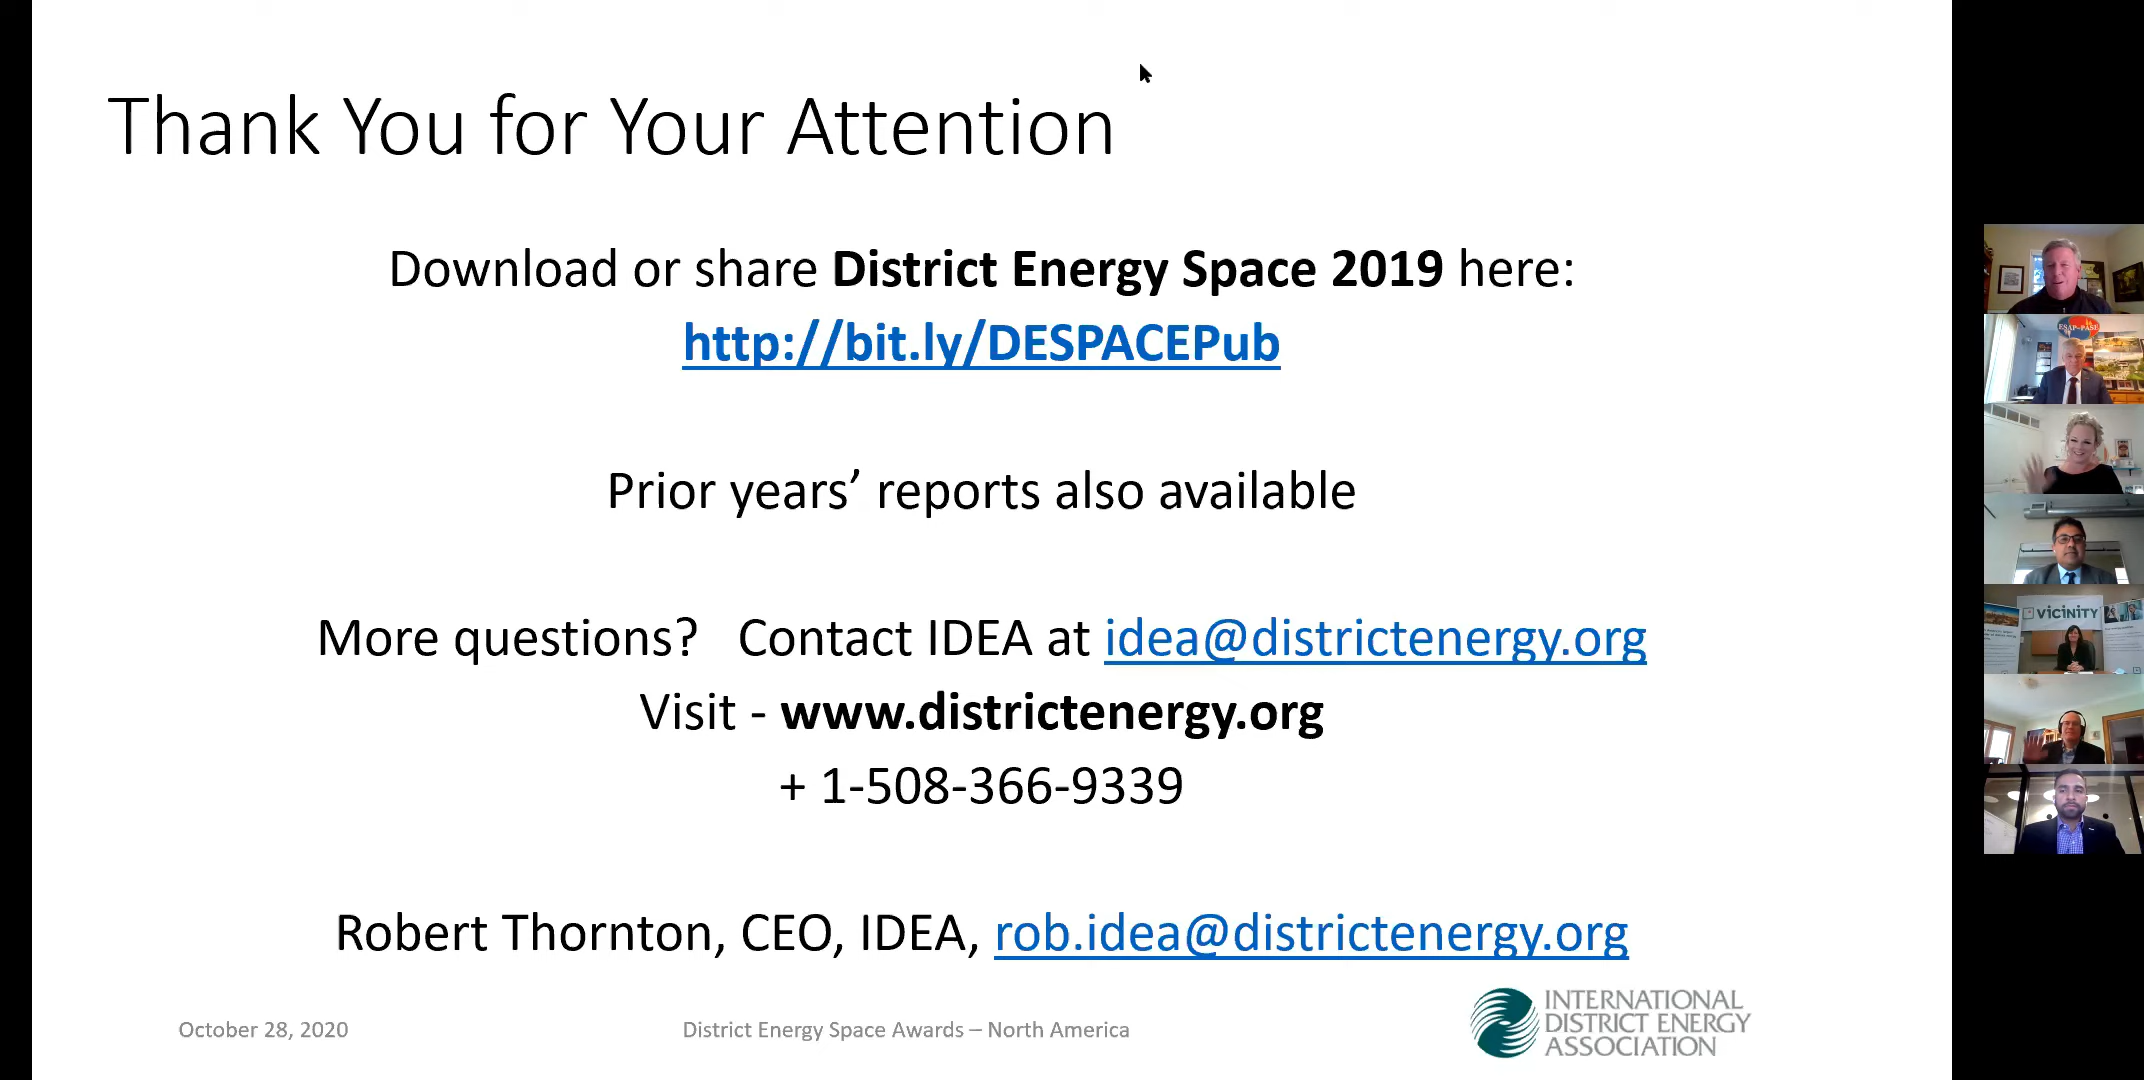 Thank You for Your Attention
Download or share District Energy Space 2019 here:
http://bit.ly/DESPACEPub
Prior years’ reports also available
More questions?   Contact IDEA at idea@districtenergy.org
Visit - www.districtenergy.org
+ 1-508-366-9339
Robert Thornton, CEO, IDEA, rob.idea@districtenergy.org
October 28, 2020
District Energy Space Awards – North America
INTERNATIONAL
DISTRICT ENERGY
ASSOCIATION
ESAP-PASE
VICINITY